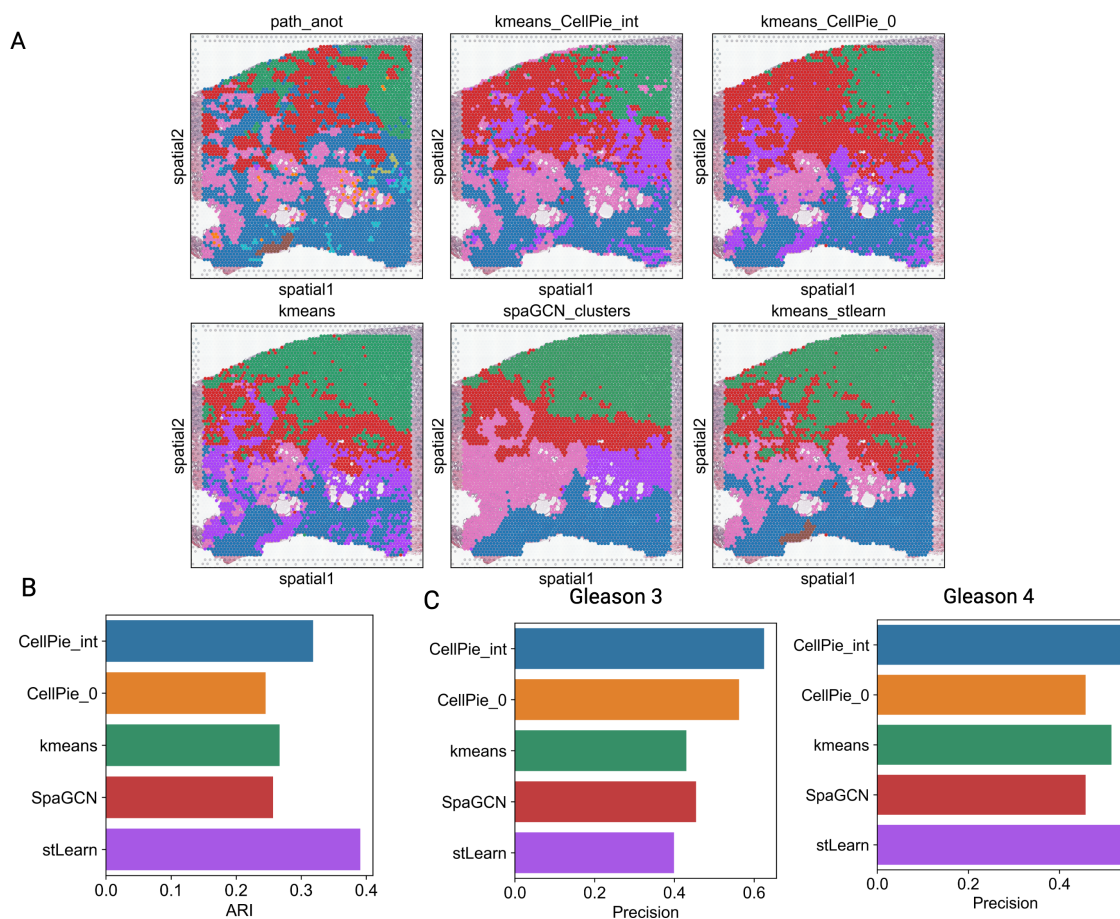 A
path_anot
kmeans_CellPie_int
kmeans_CellPie_0
spatial2
spatial2
spatial2
spatial1
spatial1
spatial1
kmeans
spaGCN_clusters
kmeans_stlearn
spatial2
spatial2
spatial2
spatial1
spatial1
spatial1
B
CellPie_int
CellPie_0
kmeans
SpaGCN
stLearn
0.0 0.1 0.2 0.3 0.4
ARI
C
Gleason 3
CellPie_int
CellPie_0
kmeans
SpaGCN
stLearn
0.0 0.2 0.4 0.6
Precision
Gleason 4
CellPie_int
CellPie_0
kmeans
SpaGCN
stLearn
0.0 0.2 0.4
Precision